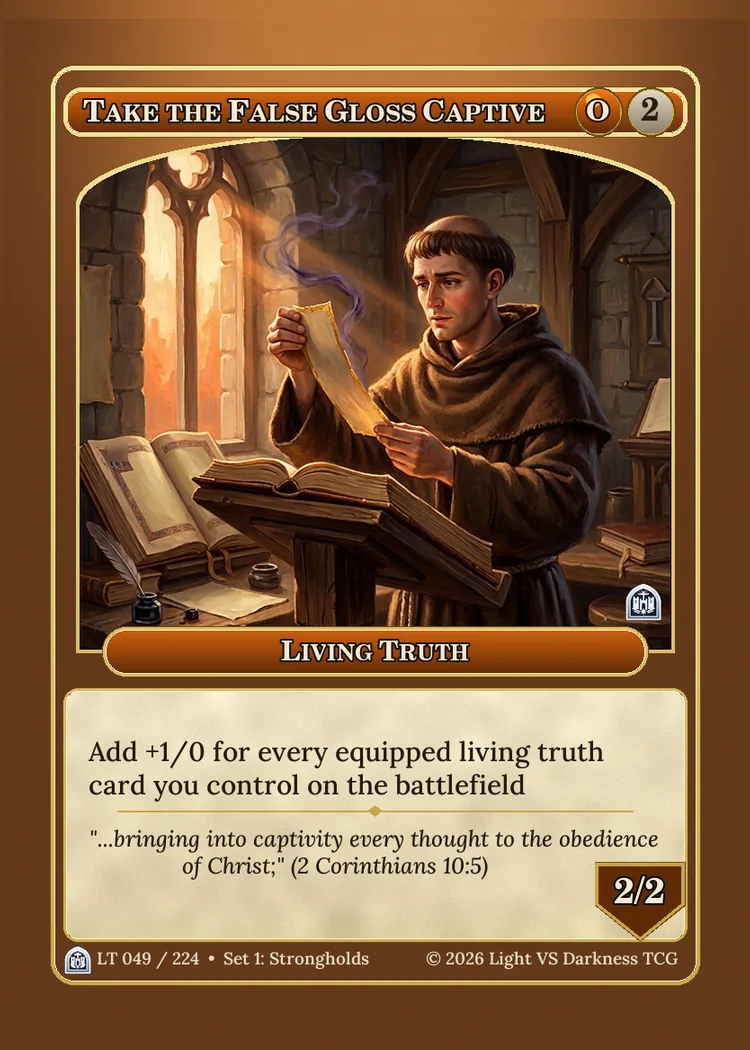 Take the False Gloss Captive O 2
Living Truth
Add +1/0 for every equipped living truth
card you control on the battlefield
"...bringing into captivity every thought to the obedience
of Christ;" (2 Corinthians 10:5)
2/2
LT 049 / 224 • Set 1: Strongholds © 2026 Light VS Darkness TCG